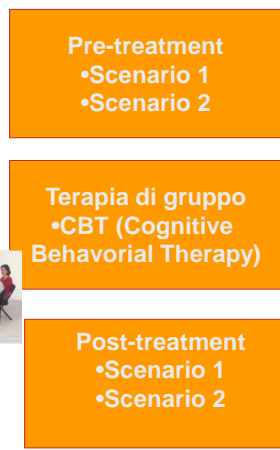 Pre-treatment
•Scenario 1
•Scenario 2
Terapia di gruppo
•CBT (Cognitive
Behavorial Therapy)
Post-treatment
•Scenario 1
•Scenario 2